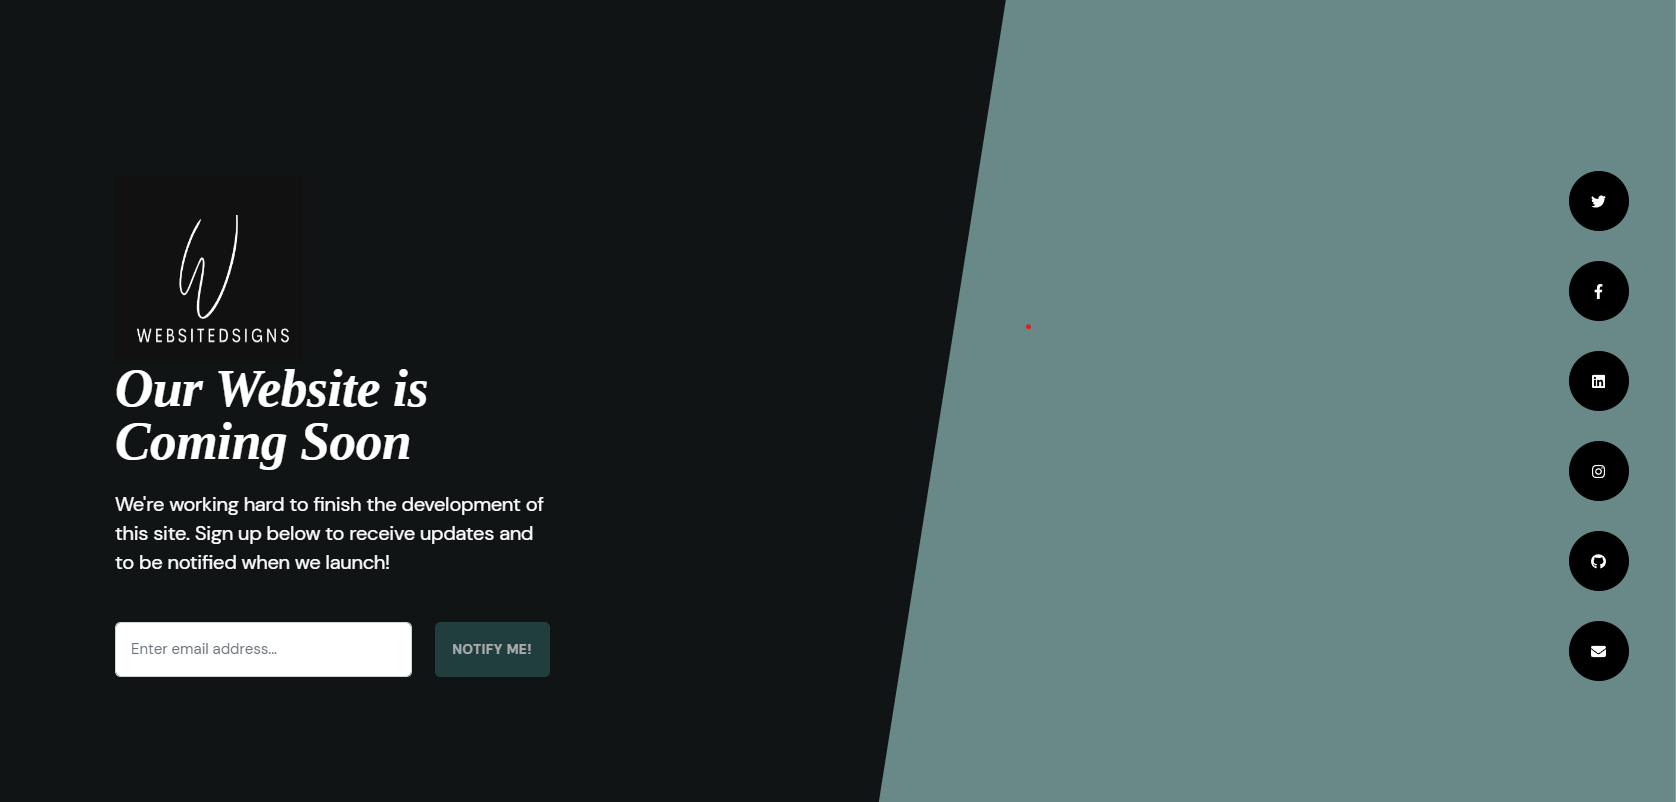 WEBSITEDSIGNS
Our Website is
Coming Soon
We're working hard to finish the development of
this site. Sign up below to receive updates and
to be notified when we launch!
Enter email address...
NOTIFY ME!